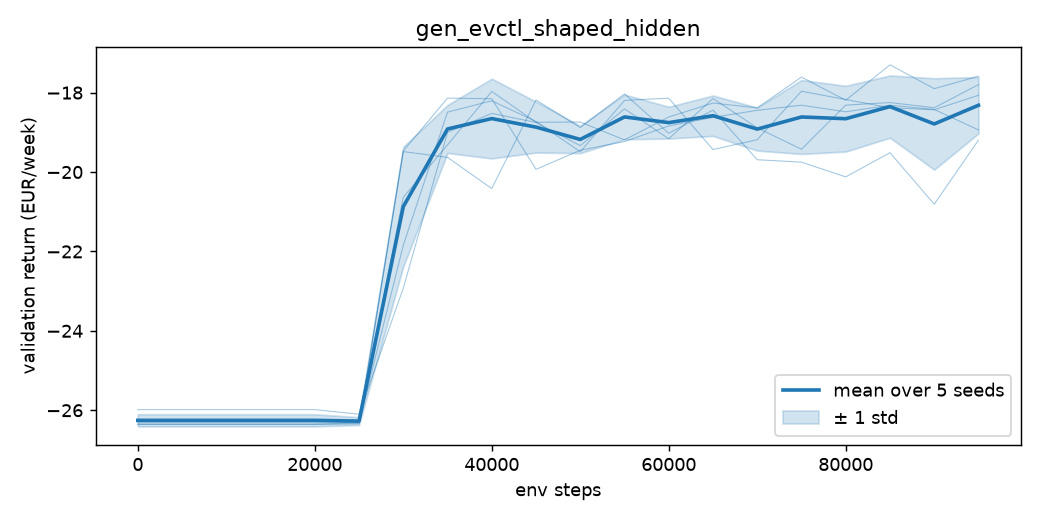 gen_evctl_shaped_hidden
validation return (EUR/week)
−18
−20
−22
−24
−26
mean over 5 seeds
± 1 std
0
20000
40000
60000
80000
env steps